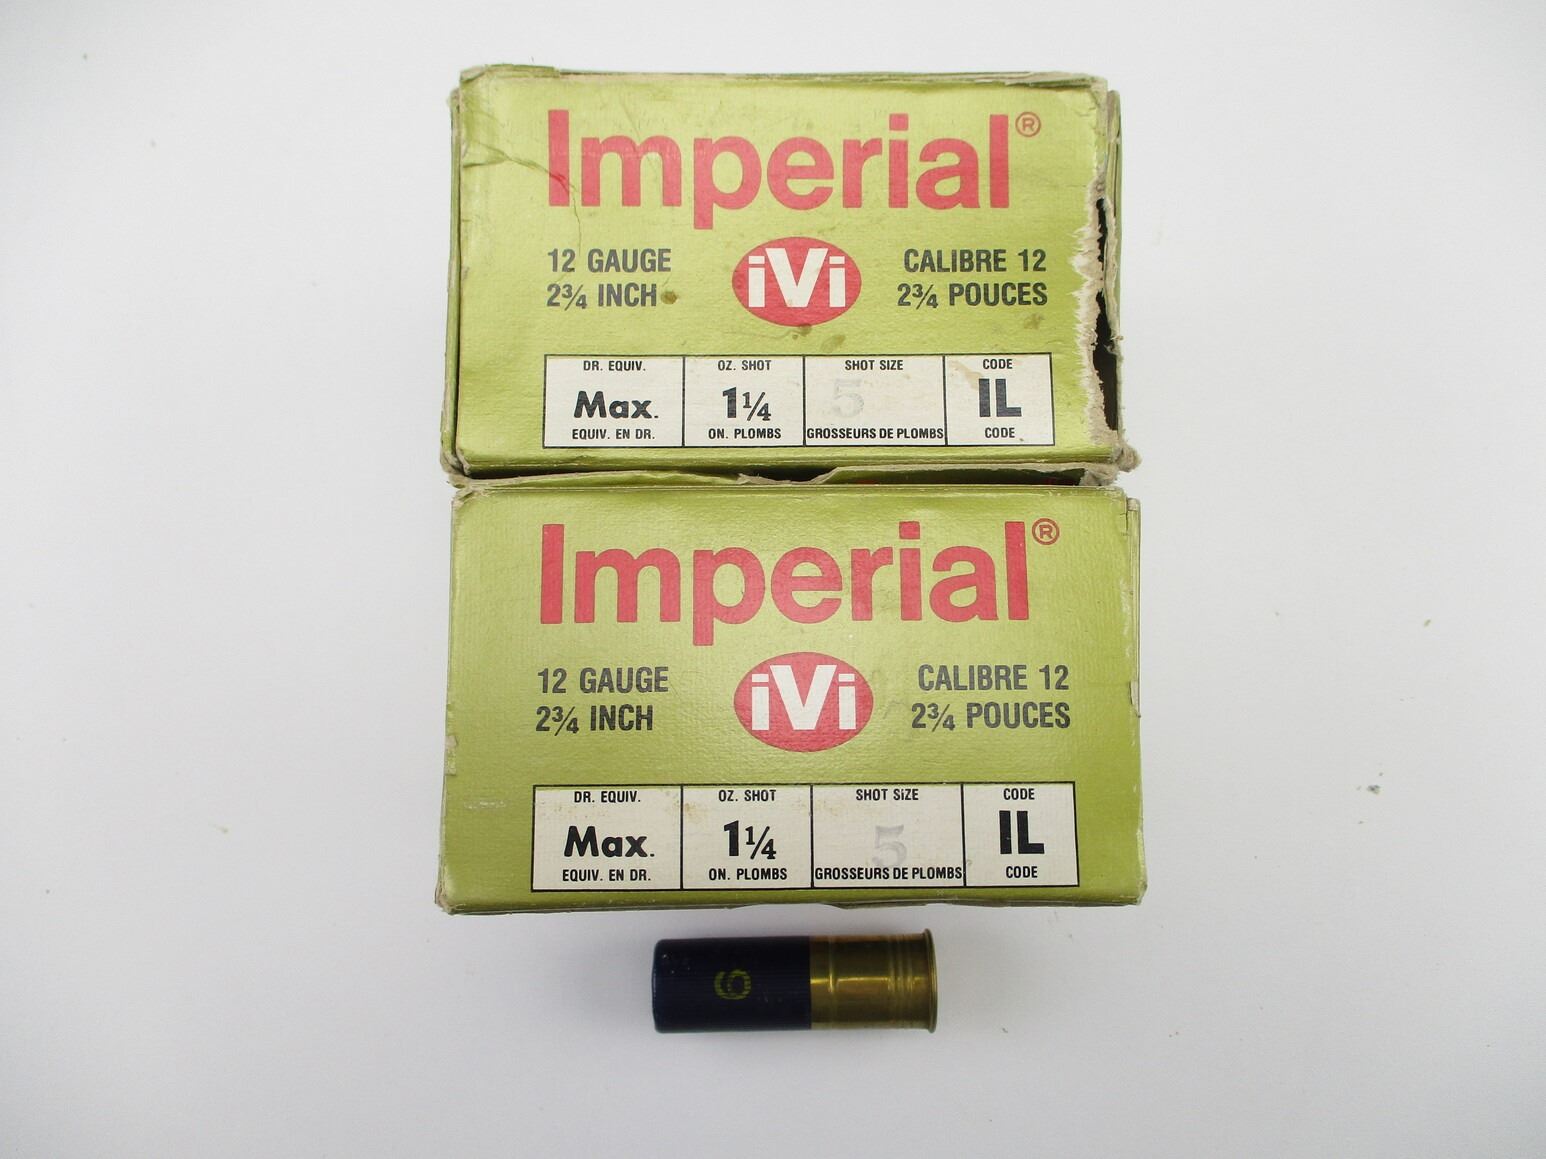 Imperial®
12 GAUGE
2¾ INCH
iVi
CALIBRE 12
2¾ POUCES
DR. EQUIV.
Max.
EQUIV. EN DR.
OZ. SHOT
1¼
ON. PLOMBS
SHOT SIZE
5
GROSSEURS DE PLOMBS
CODE
IL
CODE
Imperial®
12 GAUGE
2¾ INCH
iVi
CALIBRE 12
2¾ POUCES
DR. EQUIV.
Max.
EQUIV. EN DR.
OZ. SHOT
1¼
ON. PLOMBS
SHOT SIZE
5
GROSSEURS DE PLOMBS
CODE
IL
CODE
6